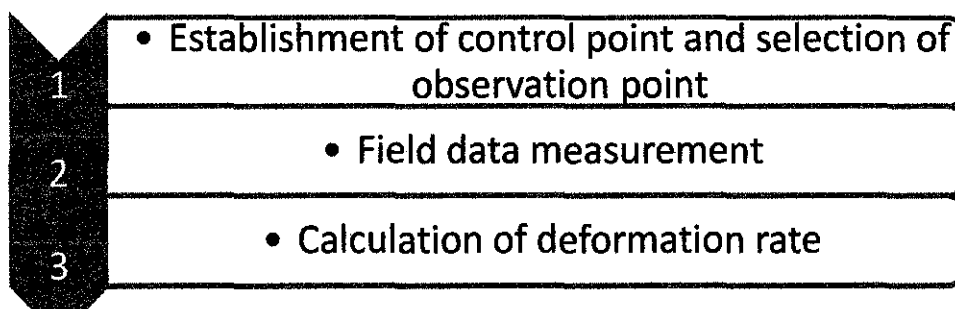 1
• Establishment of control point and selection of
observation point
2
• Field data measurement
3
• Calculation of deformation rate